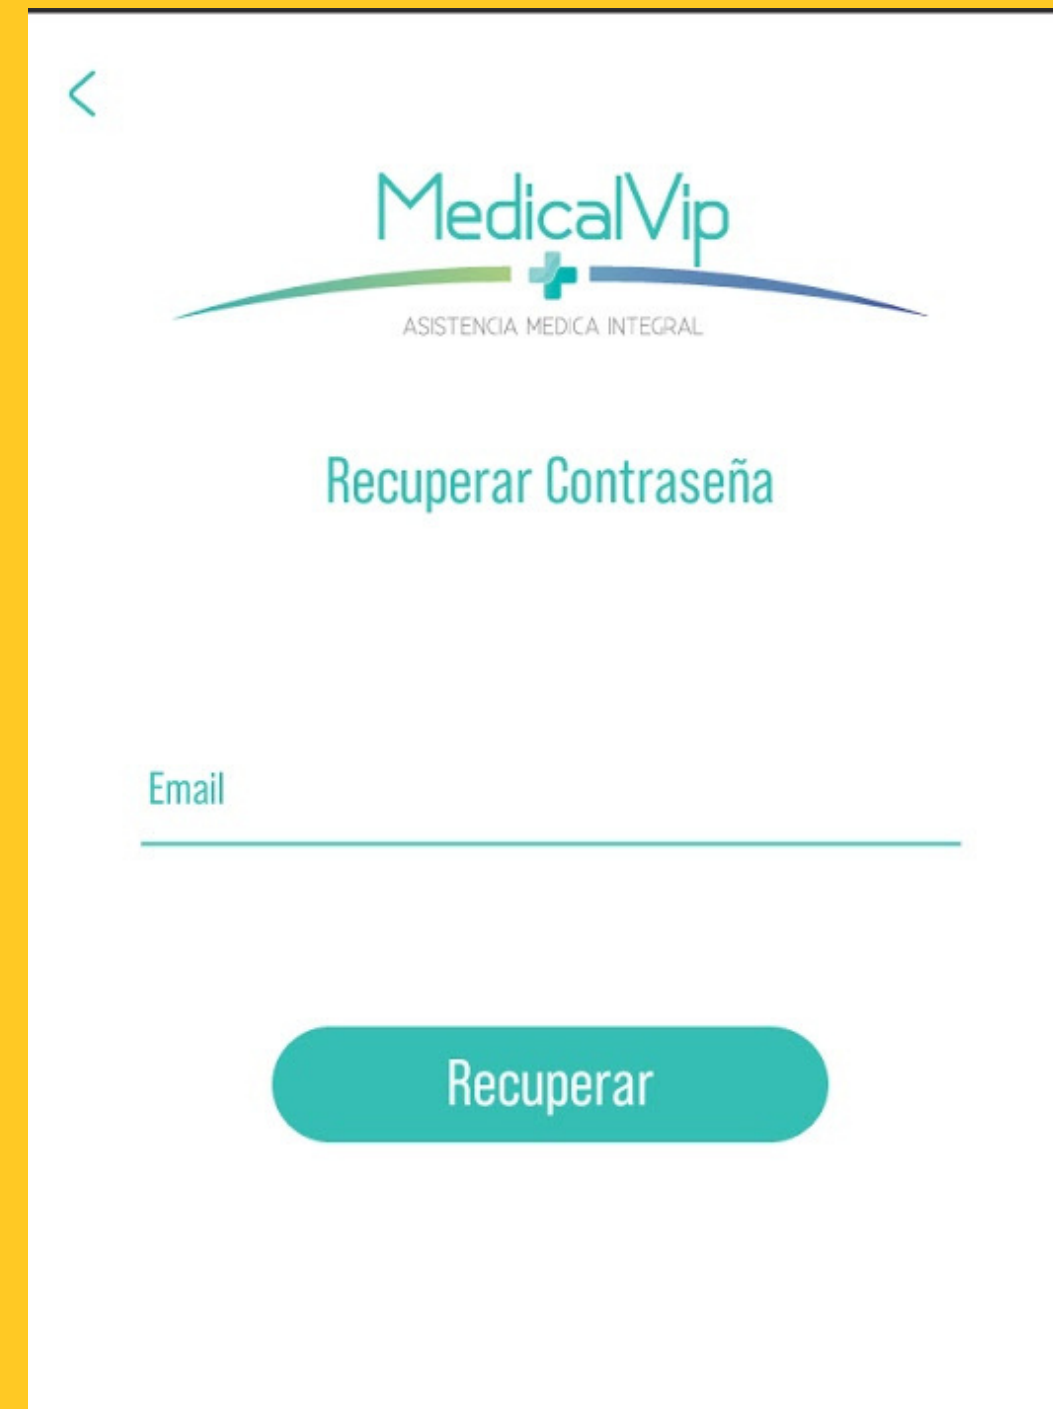 MedicalVip
ASISTENCIA MEDICA INTEGRAL
Recuperar Contraseña
Email
Recuperar